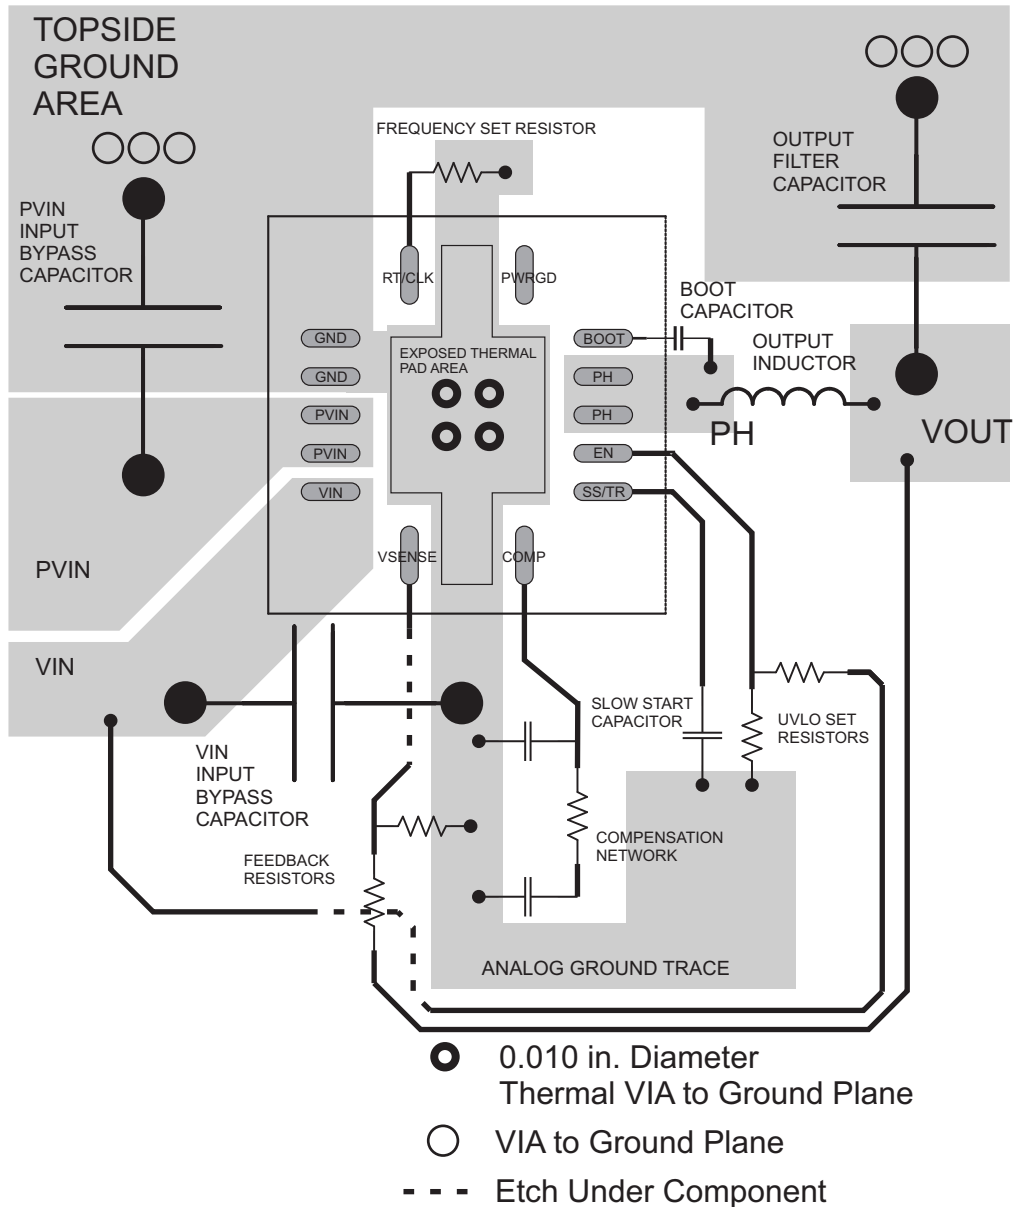 TOPSIDE
GROUND
AREA
FREQUENCY SET RESISTOR
OUTPUT
FILTER
CAPACITOR
PVIN
INPUT
BYPASS
CAPACITOR
RT/CLK
PWRGD
BOOT
CAPACITOR
GND
EXPOSED THERMAL
PAD AREA
BOOT
OUTPUT
INDUCTOR
GND
PH
PVIN
PH
PH
VOUT
PVIN
EN
VIN
SS/TR
VSENSE
COMP
PVIN
VIN
SLOW START
CAPACITOR
UVLO SET
RESISTORS
VIN
INPUT
BYPASS
CAPACITOR
COMPENSATION
NETWORK
FEEDBACK
RESISTORS
ANALOG GROUND TRACE
0.010 in. Diameter
Thermal VIA to Ground Plane
VIA to Ground Plane
Etch Under Component